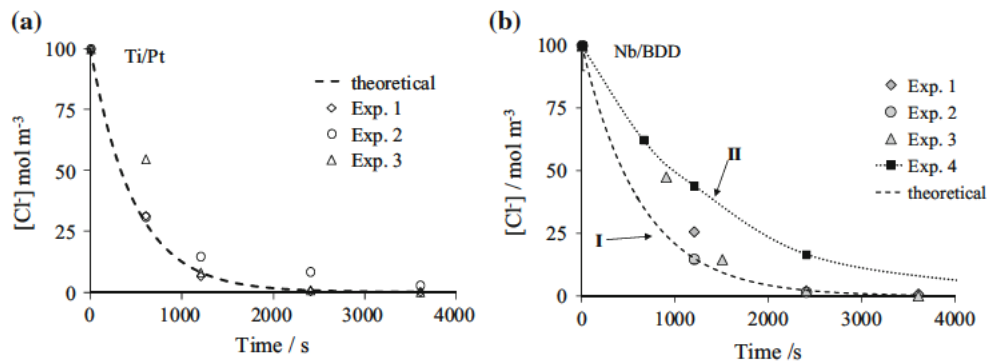 (a)
Ti/Pt
100
75
50
25
0
[Cl⁻] mol m⁻³
theoretical
Exp. 1
Exp. 2
Exp. 3
0 1000 2000 3000 4000
Time / s
(b)
Nb/BDD
100
75
50
25
0
[Cl⁻] / mol m⁻³
Exp. 1
Exp. 2
Exp. 3
Exp. 4
theoretical
II
I
0 1000 2000 3000 4000
Time /s